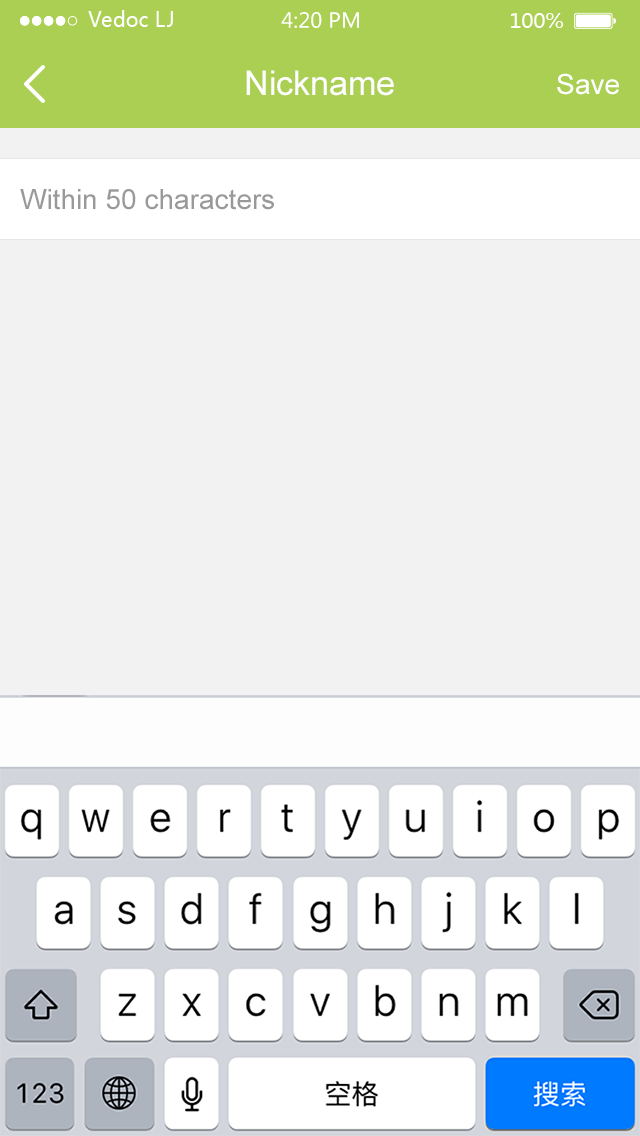 Vedoc LJ 4:20 PM 100%
Nickname Save
Within 50 characters
q w e r t y u i o p
a s d f g h j k l
z x c v b n m
123 空格 搜索